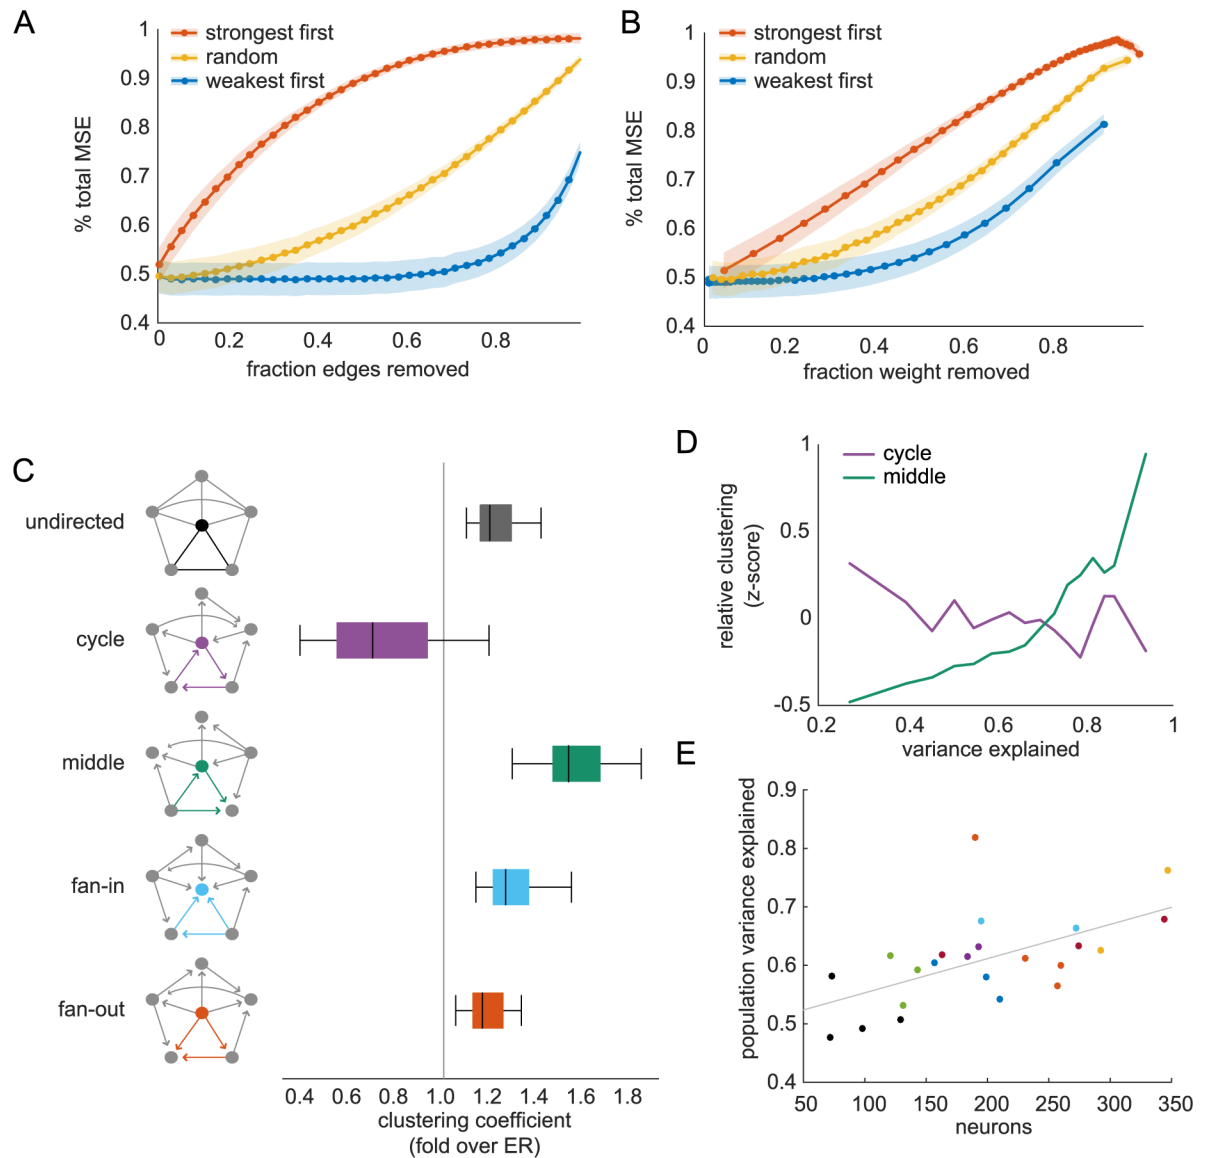 A
strongest first
random
weakest first
% total MSE
1
0.9
0.8
0.7
0.6
0.5
0.4
0
0.2
0.4
0.6
0.8
fraction edges removed
B
strongest first
random
weakest first
% total MSE
1
0.9
0.8
0.7
0.6
0.5
0.4
0
0.2
0.4
0.6
0.8
fraction weight removed
C
undirected
cycle
middle
fan-in
fan-out
0.4 0.6 0.8 1.0 1.2 1.4 1.6 1.8
clustering coefficient
(fold over ER)
D
cycle
middle
relative clustering
(z-score)
1
0.5
0
-0.5
0.2
0.4
0.6
0.8
1
variance explained
E
population variance explained
0.9
0.8
0.7
0.6
0.5
0.4
50 100 150 200 250 300 350
neurons